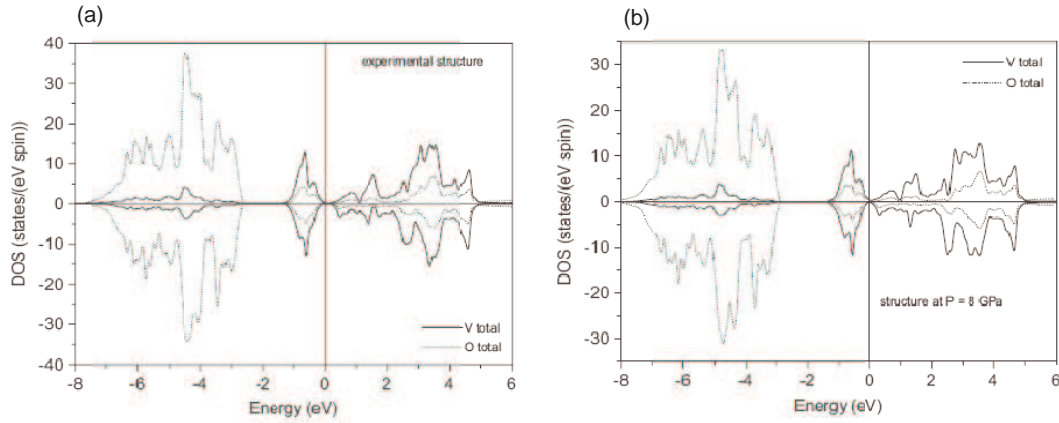 (a)
40
30
20
10
0
-10
-20
-30
-40
DOS (states/(eV spin))
experimental structure
V total
O total
-8 -6 -4 -2 0 2 4 6
Energy (eV)
(b)
30
20
10
0
-10
-20
-30
DOS (states/(eV spin))
V total
O total
structure at P = 8 GPa
-8 -6 -4 -2 0 2 4 6
Energy (eV)